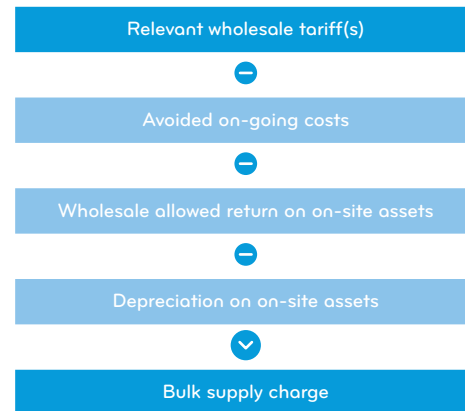 Relevant wholesale tariff(s)
Avoided on-going costs
Wholesale allowed return on on-site assets
Depreciation on on-site assets
Bulk supply charge